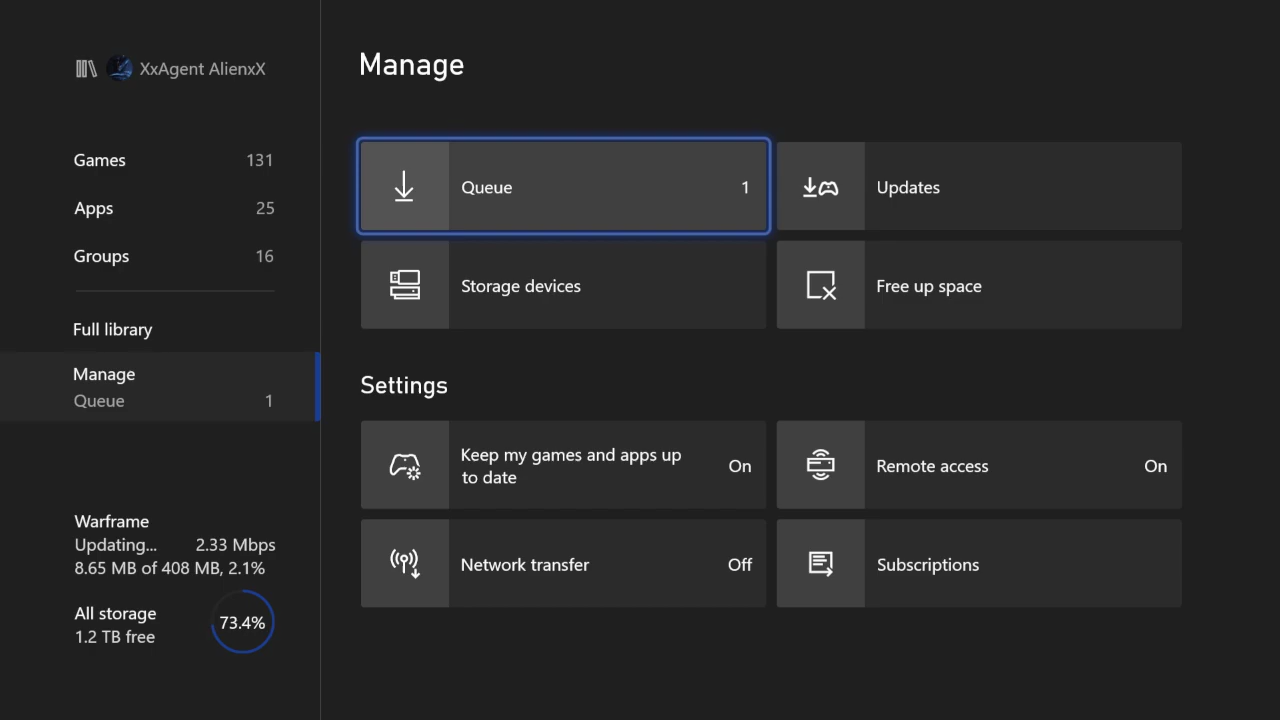 XxAgent AlienxX
Games 131
Apps 25
Groups 16
Full library
Manage
Queue 1
Warframe
Updating... 2.33 Mbps
8.65 MB of 408 MB, 2.1%
All storage
1.2 TB free
73.4%
Manage
Queue 1
Updates
Storage devices
Free up space
Settings
Keep my games and apps up
to date
On
Remote access On
Network transfer Off
Subscriptions